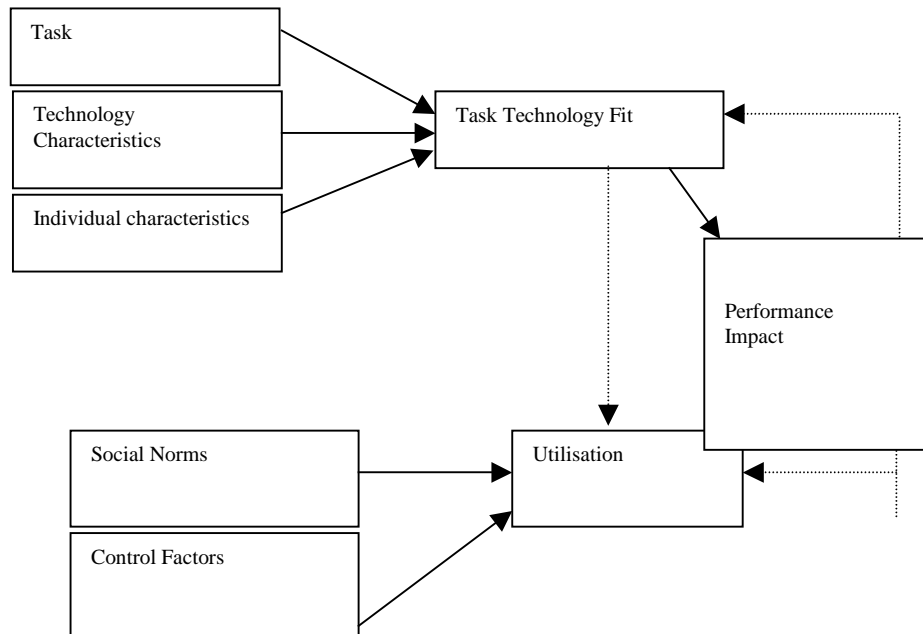 Task
Technology
Characteristics
Individual characteristics
Task Technology Fit
Performance
Impact
Social Norms
Utilisation
Control Factors